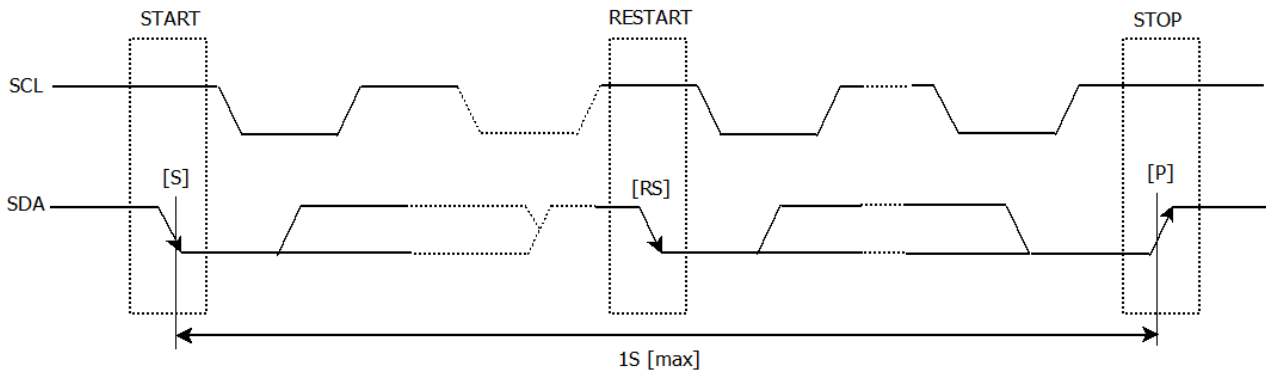 START
RESTART
STOP
SCL
[S]
[RS]
[P]
SDA
1S [max]